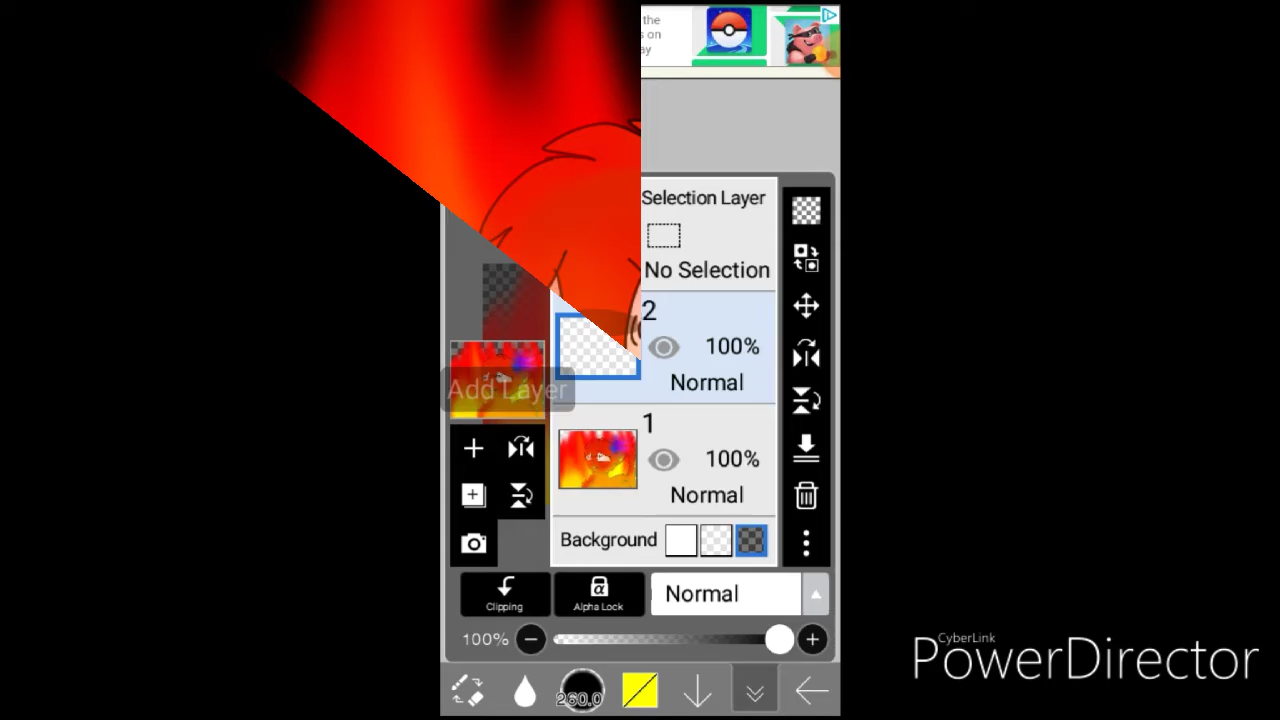 the
s on
ay
Selection Layer
No Selection
2
100%
Normal
Add Layer
1
100%
Normal
Background
Clipping
Alpha Lock
α
Normal
100%
260.0
CyberLink
PowerDirector